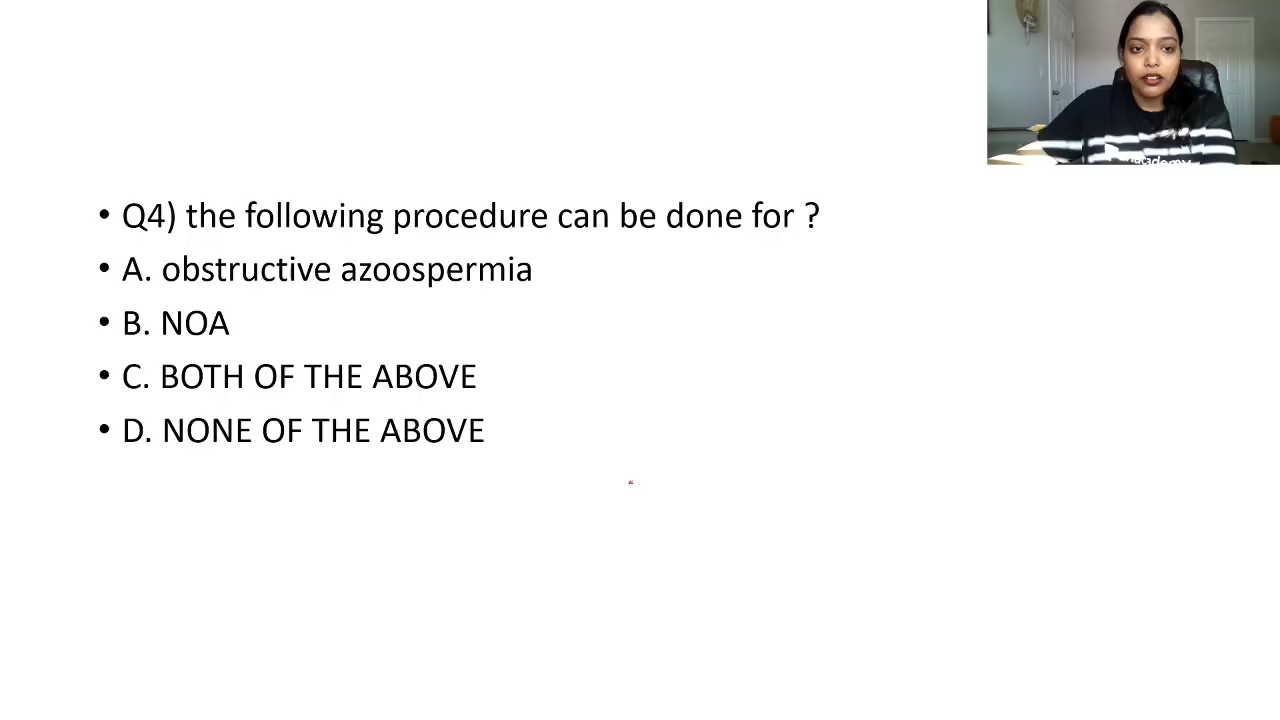 • Q4) the following procedure can be done for ?
• A. obstructive azoospermia
• B. NOA
• C. BOTH OF THE ABOVE
• D. NONE OF THE ABOVE